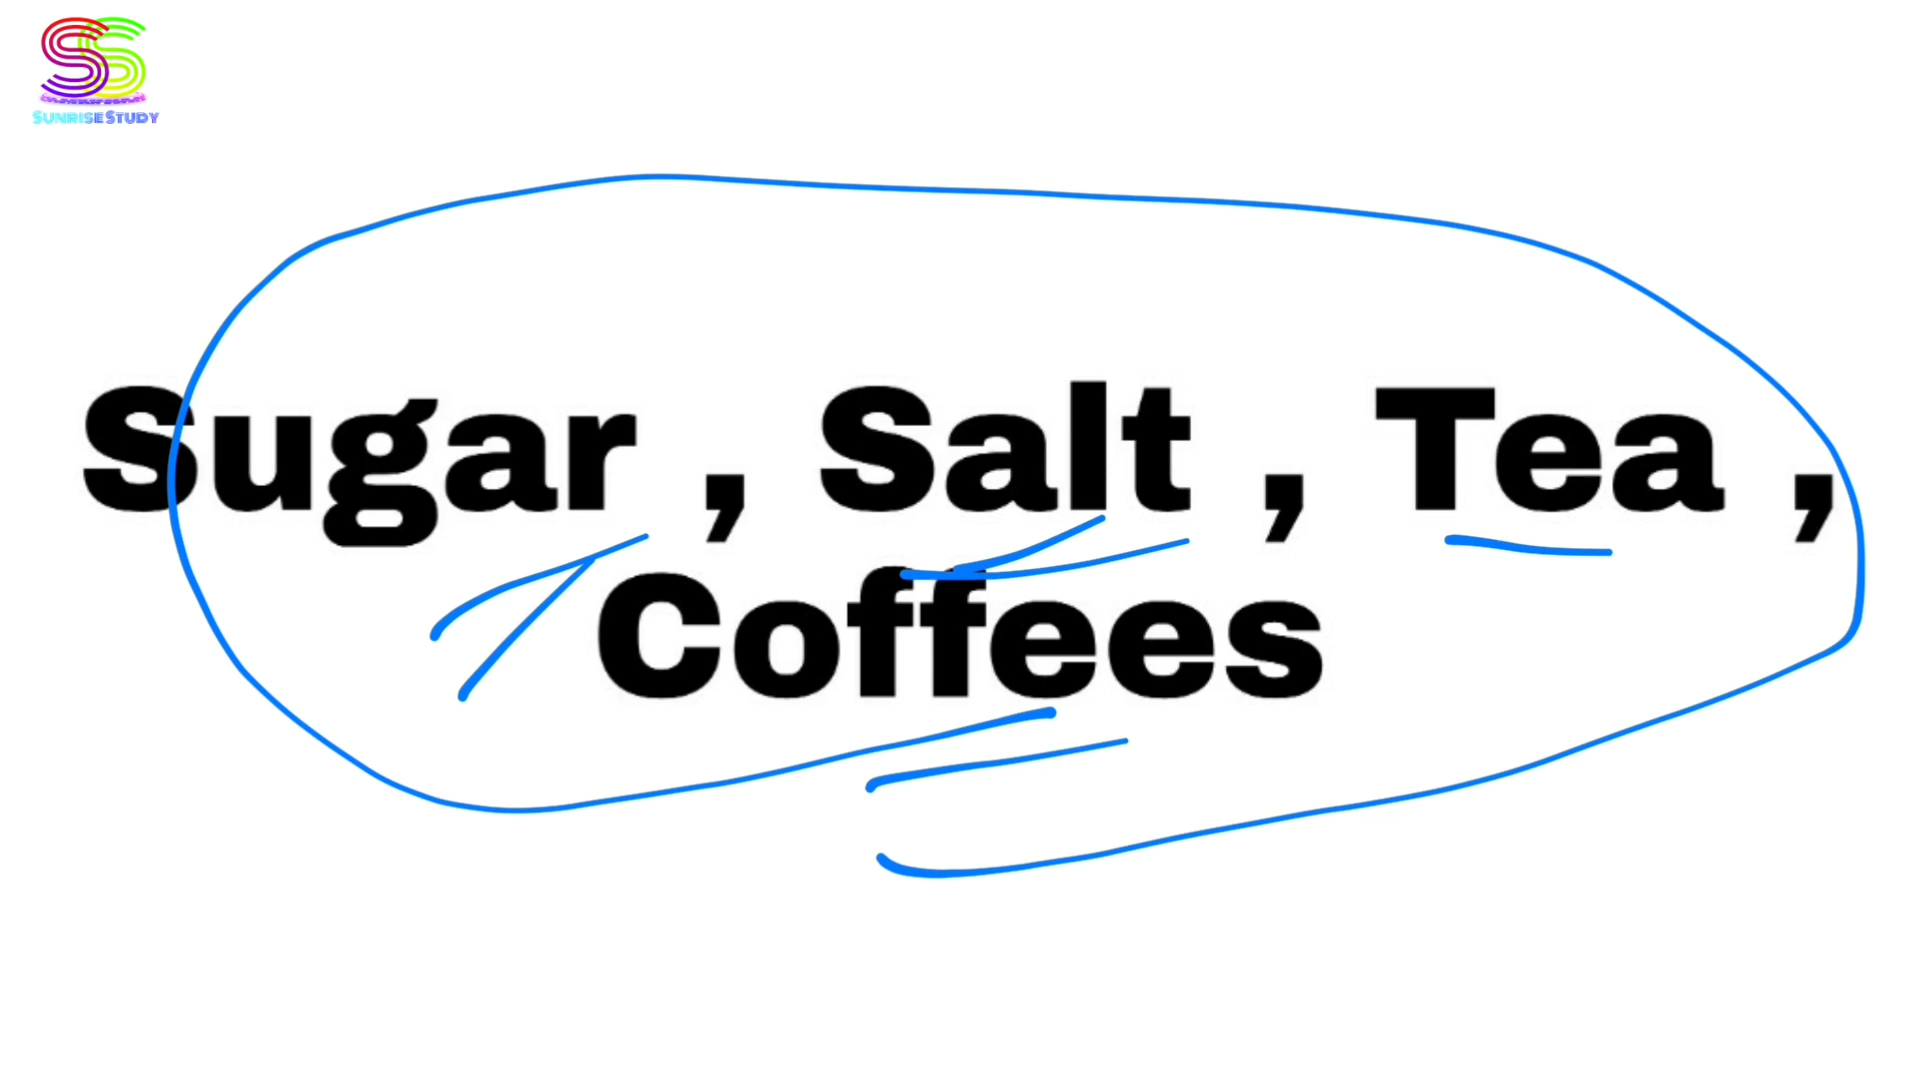 SunriseStudy
Sugar , Salt , Tea ,
Coffees